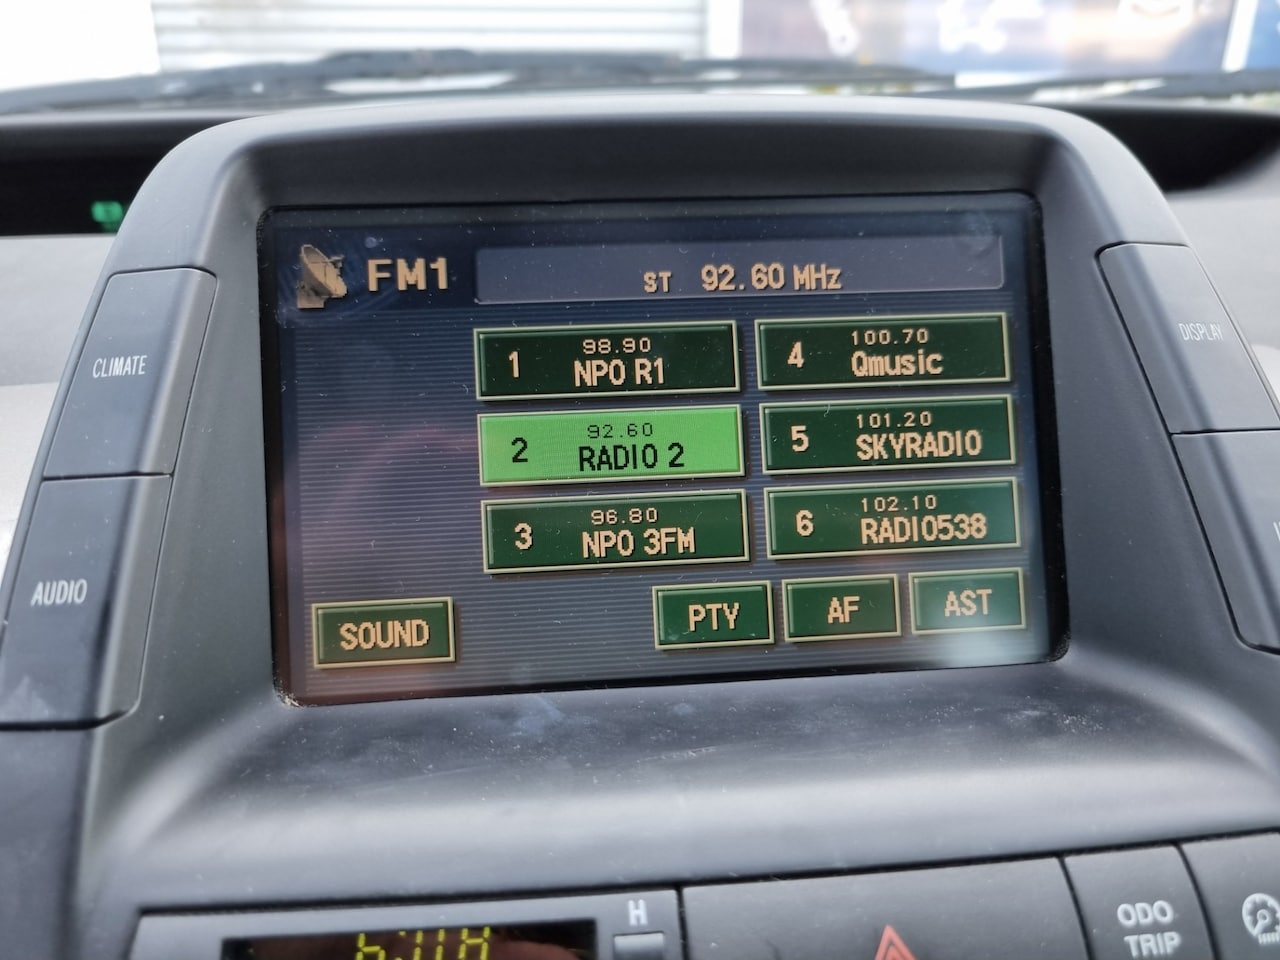 FM1
ST 92.60 MHz
1 98.90 NPO R1
4 100.70 Qmusic
2 92.60 RADIO 2
5 101.20 SKYRADIO
3 96.80 NPO 3FM
6 102.10 RADIO538
SOUND
PTY
AF
AST
CLIMATE
AUDIO
DISPLAY
H
ODO
TRIP